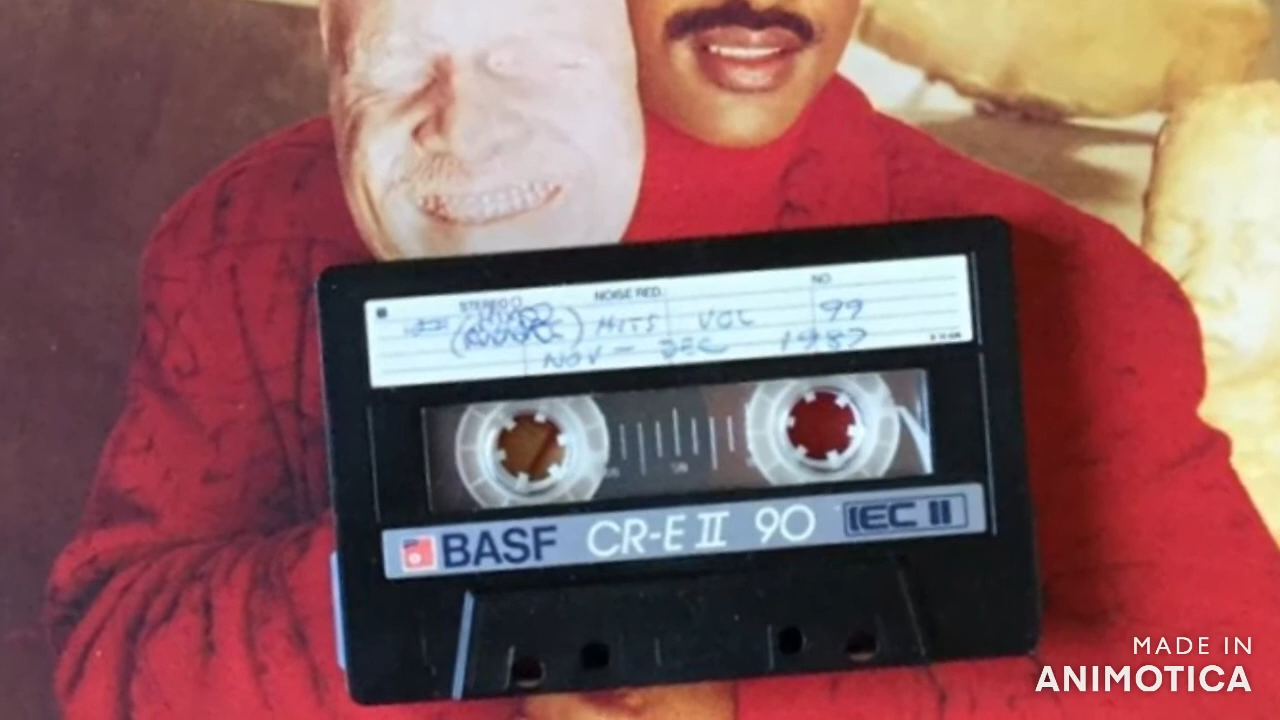 STEREO NOISE RED. NO.
HITS VOL 99
NOV - DEC 1987
BASF CR-E II 90 IEC II
50
MADE IN
ANIMOTICA